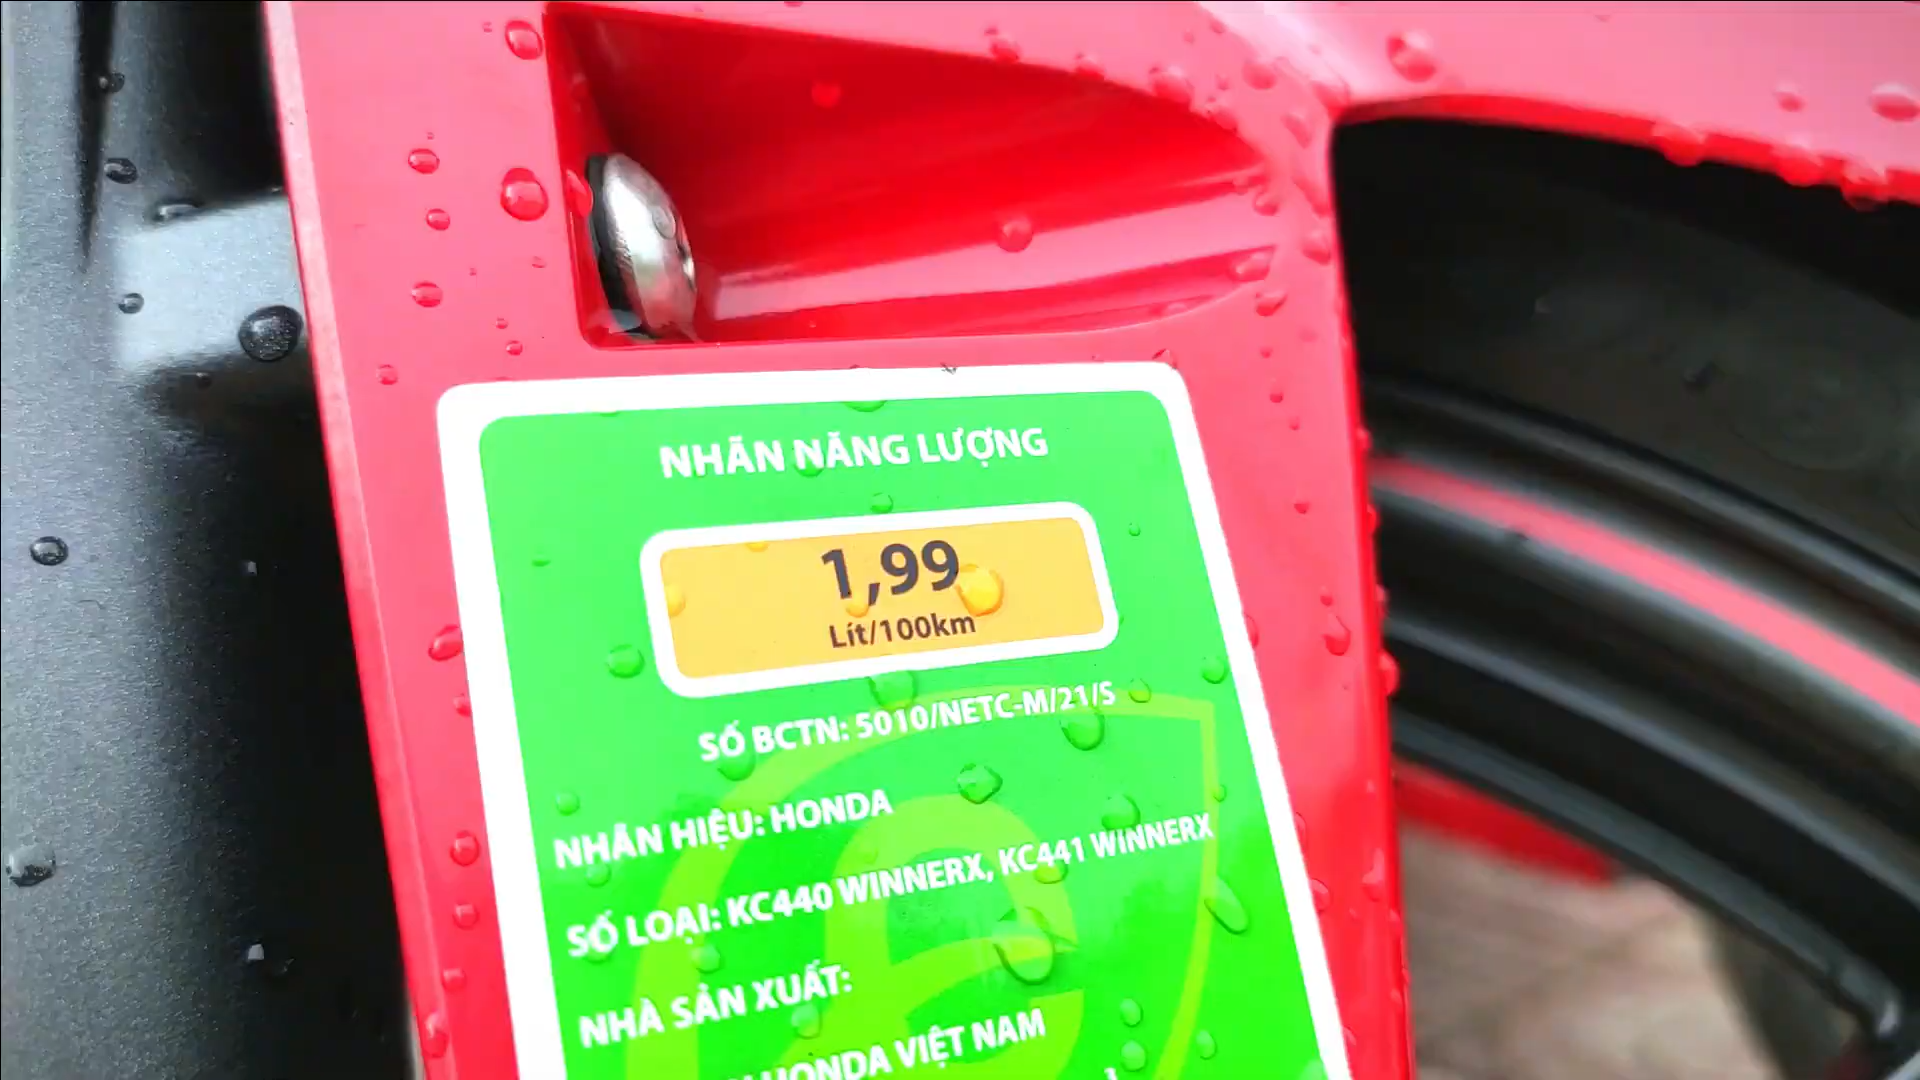 NHÃN NĂNG LƯỢNG
1,99
Lít/100km
SỐ BCTN: 5010/NETC-M/21/S
NHÃN HIỆU: HONDA
SỐ LOẠI: KC440 WINNERX, KC441 WINNERX
NHÀ SẢN XUẤT:
HONDA VIỆT NAM